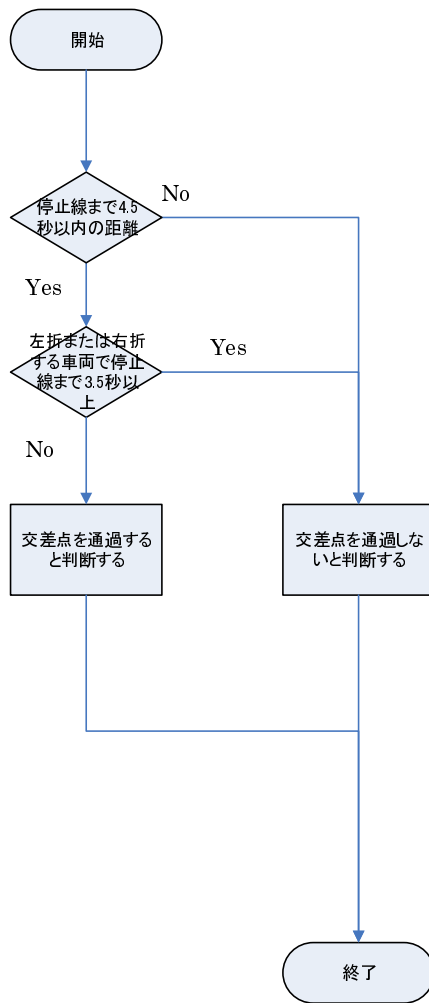 開始
停止線まで4.5
秒以内の距離
No
Yes
左折または右折
する車両で停止
線まで3.5秒以
上
Yes
No
交差点を通過する
と判断する
交差点を通過しな
いと判断する
終了